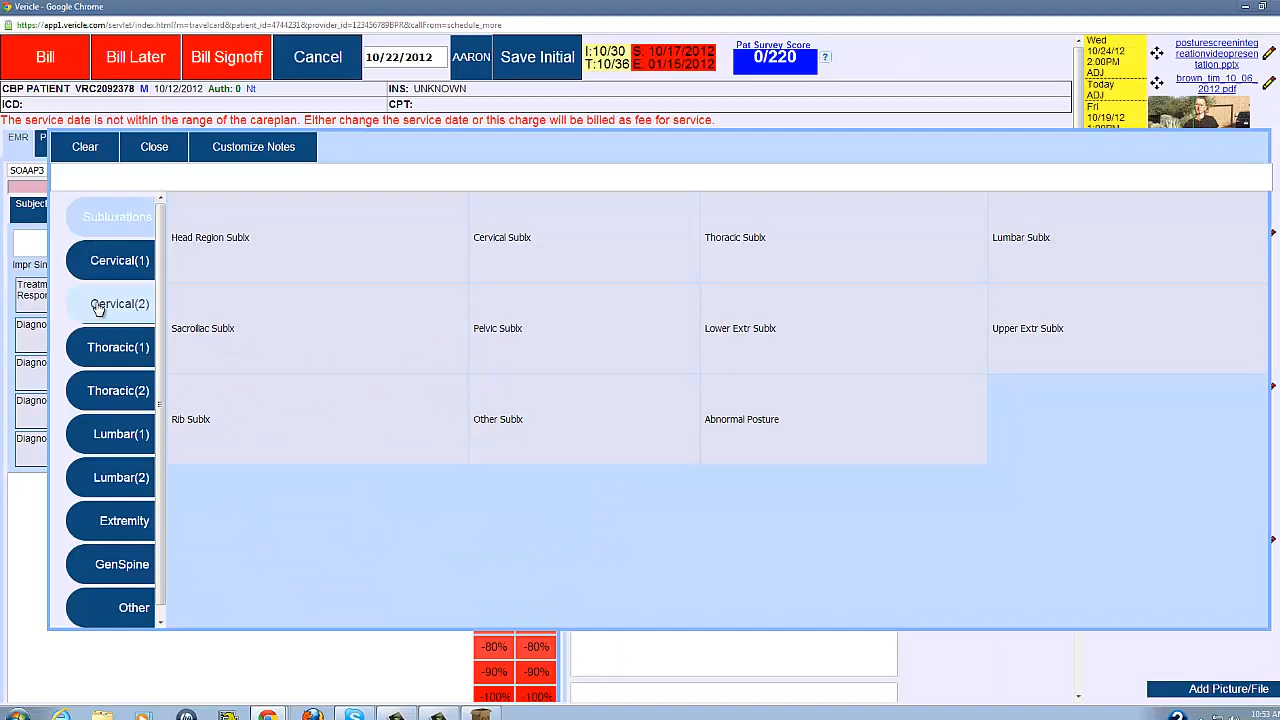 Vericle - Google Chrome
https://app1.vericle.com/servlet/index.html?m=travelcard&patient_id=4744231&provider_id=123456789BPR&callFrom=schedule_more
Bill
Bill Later
Bill Signoff
Cancel
10/22/2012
AARON
Save Initial
I:10/30
T:10/36
S: 10/17/2012
E: 01/15/2012
Pat Survey Score
0/220
?
Wed
10/24/12
2.00PM
ADJ
Today
ADJ
Fri
10/19/12
posturescreeninteg
reationvideopresen
tation.pptx
brown_tim_10_06_
2012.pdf
CBP PATIENT VRC2092378 M 10/12/2012 Auth: 0 Nt
INS: UNKNOWN
ICD:
CPT:
The service date is not within the range of the careplan. Either change the service date or this charge will be billed as fee for service.
EMR
P
SOAAP3
Subject
Impr Sin
Treatm
Respor
Diagno
Diagno
Diagno
Diagno
Clear
Close
Customize Notes
Subluxations
Cervical(1)
Cervical(2)
Thoracic(1)
Thoracic(2)
Lumbar(1)
Lumbar(2)
Extremity
GenSpine
Other
Head Region Sublx
Cervical Sublx
Thoracic Sublx
Lumbar Sublx
Sacroiliac Sublx
Pelvic Sublx
Lower Extr Sublx
Upper Extr Sublx
Rib Sublx
Other Sublx
Abnormal Posture
-80% -80%
-90% -90%
-100% -100%
Add Picture/File
10:53 A